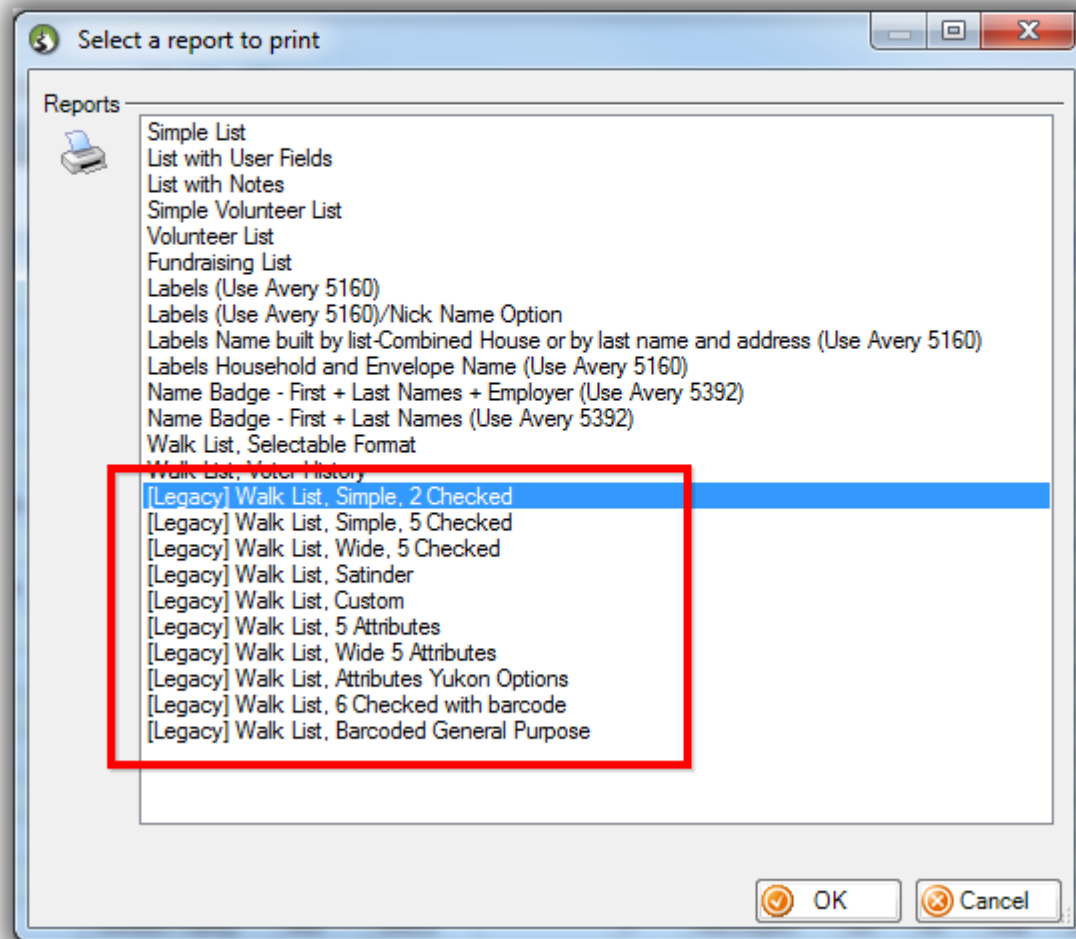 Select a report to print
Reports
Simple List
List with User Fields
List with Notes
Simple Volunteer List
Volunteer List
Fundraising List
Labels (Use Avery 5160)
Labels (Use Avery 5160)/Nick Name Option
Labels Name built by list-Combined House or by last name and address (Use Avery 5160)
Labels Household and Envelope Name (Use Avery 5160)
Name Badge - First + Last Names + Employer (Use Avery 5392)
Name Badge - First + Last Names (Use Avery 5392)
Walk List, Selectable Format
Walk List, Voter History
[Legacy] Walk List, Simple, 2 Checked
[Legacy] Walk List, Simple, 5 Checked
[Legacy] Walk List, Wide, 5 Checked
[Legacy] Walk List, Satinder
[Legacy] Walk List, Custom
[Legacy] Walk List, 5 Attributes
[Legacy] Walk List, Wide 5 Attributes
[Legacy] Walk List, Attributes Yukon Options
[Legacy] Walk List, 6 Checked with barcode
[Legacy] Walk List, Barcoded General Purpose
OK
Cancel